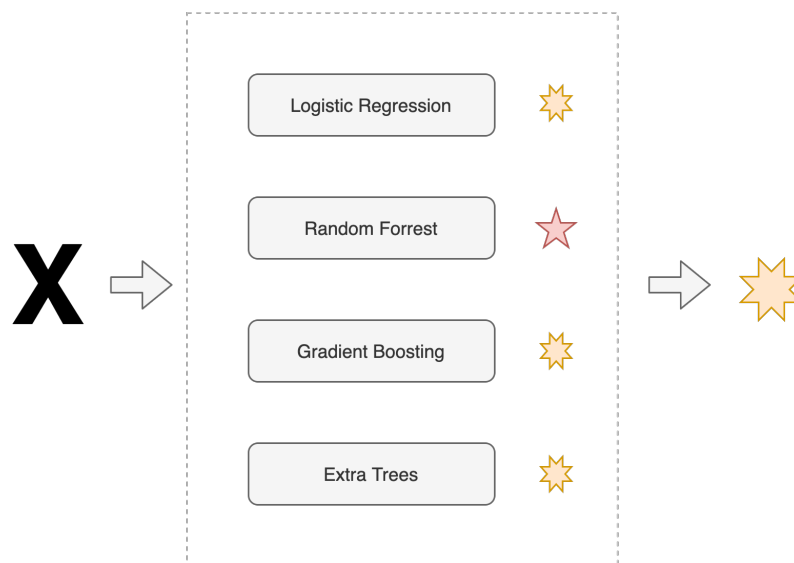 Logistic Regression
Random Forrest
X
Gradient Boosting
Extra Trees